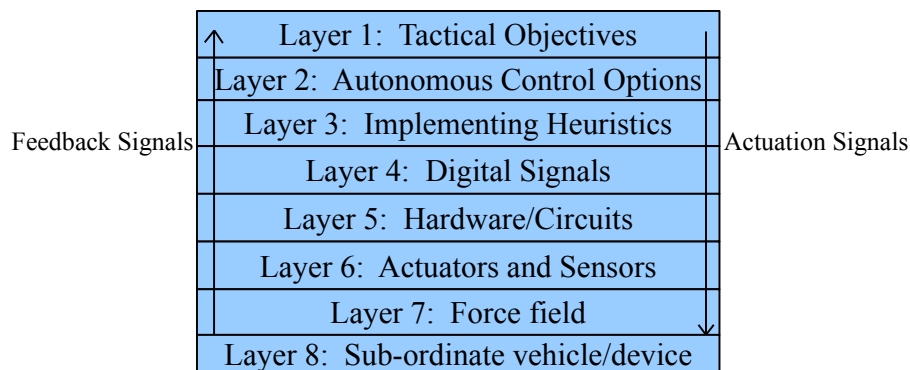 Layer 1: Tactical Objectives
Layer 2: Autonomous Control Options
Layer 3: Implementing Heuristics
Feedback Signals
Actuation Signals
Layer 4: Digital Signals
Layer 5: Hardware/Circuits
Layer 6: Actuators and Sensors
Layer 7: Force field
Layer 8: Sub-ordinate vehicle/device